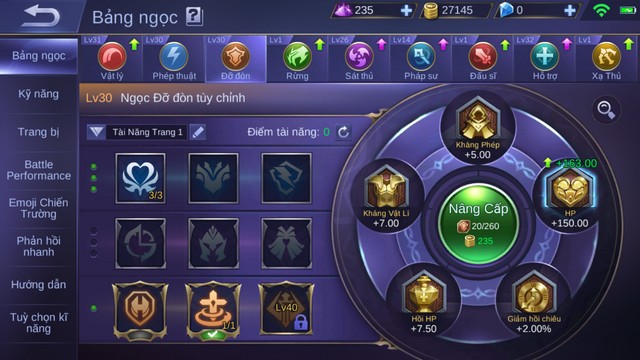 Bảng ngọc
235
27145
0
Bảng ngọc
Kỹ năng
Trang bị
Battle Performance
Emoji Chiến Trường
Phản hồi nhanh
Hướng dẫn
Tuỳ chọn kĩ năng
Lv31
Vật lý
Lv30
Phép thuật
Lv30
Đỡ đòn
Lv1
Rừng
Lv26
Sát thủ
Lv14
Pháp sư
Lv1
Đấu sĩ
Lv32
Hỗ trợ
Lv1
Xạ Thủ
Lv30 Ngọc Đỡ đòn tùy chỉnh
Tài Năng Trang 1
Điểm tài năng: 0
3/3
1/1
Lv40
Kháng Phép
+5.00
Kháng Vật Lí
+7.00
+163.00
HP
+150.00
Nâng Cấp
20/260
235
Hồi HP
+7.50
Giảm hồi chiêu
+2.00%